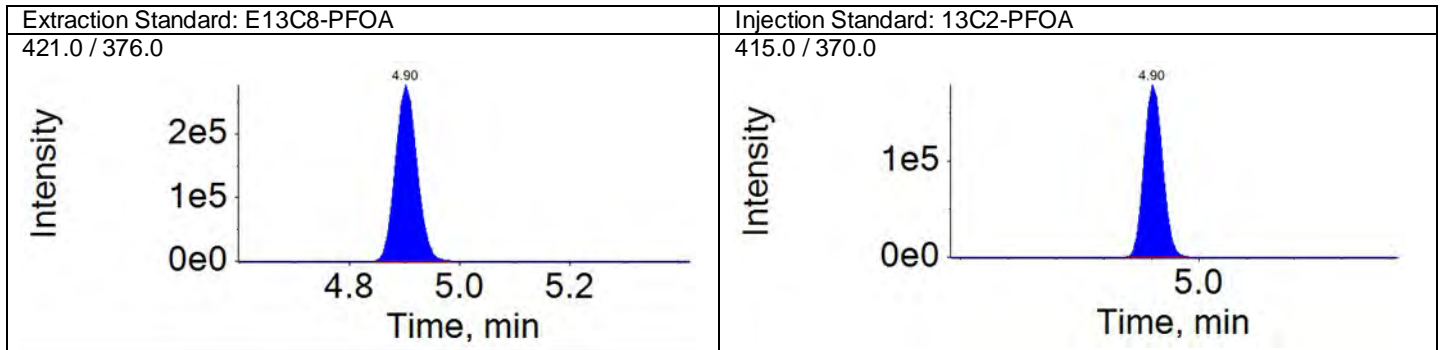 Extraction Standard: E13C8-PFOA
Injection Standard: 13C2-PFOA
421.0 / 376.0
415.0 / 370.0
4.90
4.90
Intensity
2e5
1e5
0e0
4.8 5.0 5.2
Time, min
Intensity
1e5
0e0
5.0
Time, min